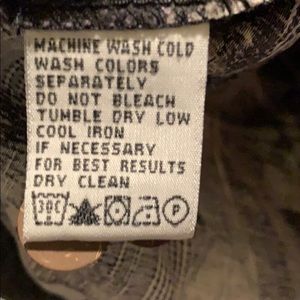 MACHINE WASH COLD
WASH COLORS
SEPARATELY
DO NOT BLEACH
TUMBLE DRY LOW
COOL IRON
IF NECESSARY
FOR BEST RESULTS
DRY CLEAN
30C P